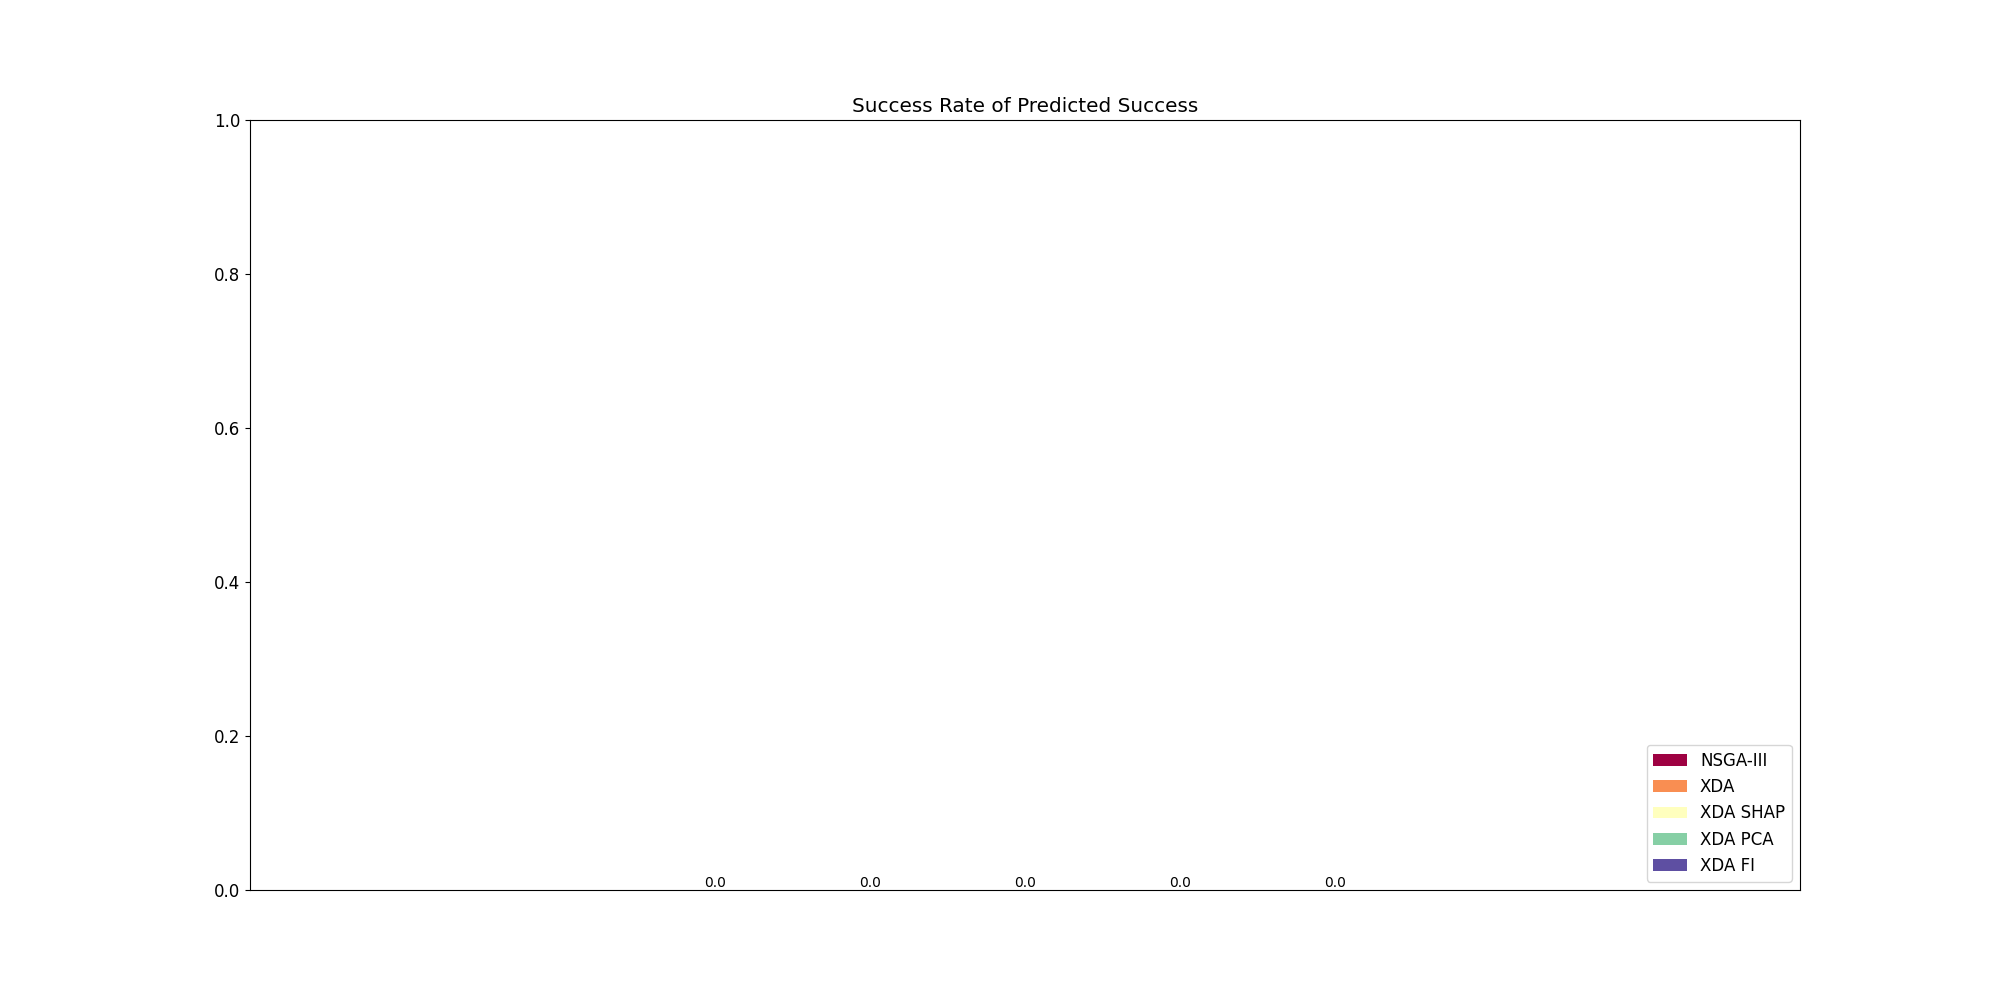 Success Rate of Predicted Success
1.0
0.8
0.6
0.4
0.2
0.0
0.0 0.0 0.0 0.0 0.0
NSGA-III
XDA
XDA SHAP
XDA PCA
XDA FI